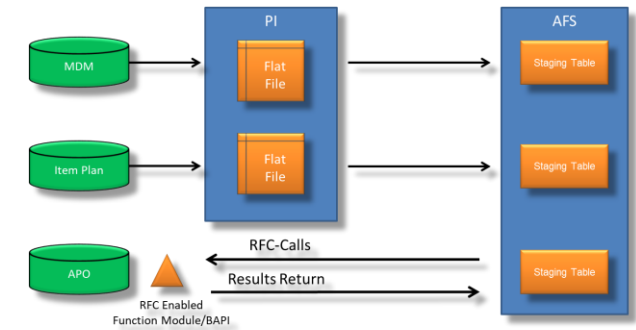 PI
AFS
MDM
Flat
File
Staging Table
Item Plan
Flat
File
Staging Table
RFC-Calls
APO
Results Return
Staging Table
RFC Enabled
Function Module/BAPI